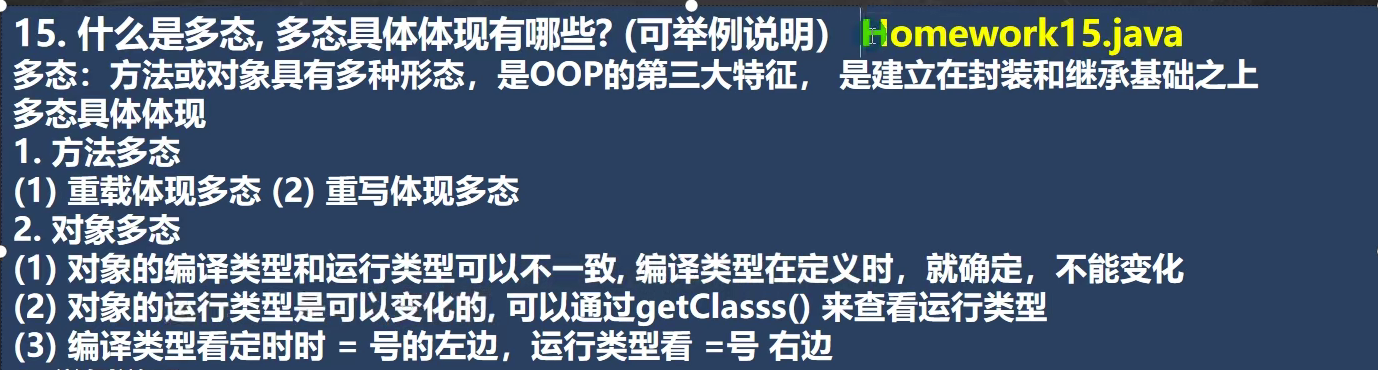 15. 什么是多态, 多态具体体现有哪些? (可举例说明) Homework15.java
多态：方法或对象具有多种形态，是OOP的第三大特征， 是建立在封装和继承基础之上
多态具体体现
1. 方法多态
(1) 重载体现多态 (2) 重写体现多态
2. 对象多态
(1) 对象的编译类型和运行类型可以不一致, 编译类型在定义时，就确定，不能变化
(2) 对象的运行类型是可以变化的, 可以通过getClasss() 来查看运行类型
(3) 编译类型看定时时 = 号的左边，运行类型看 =号 右边